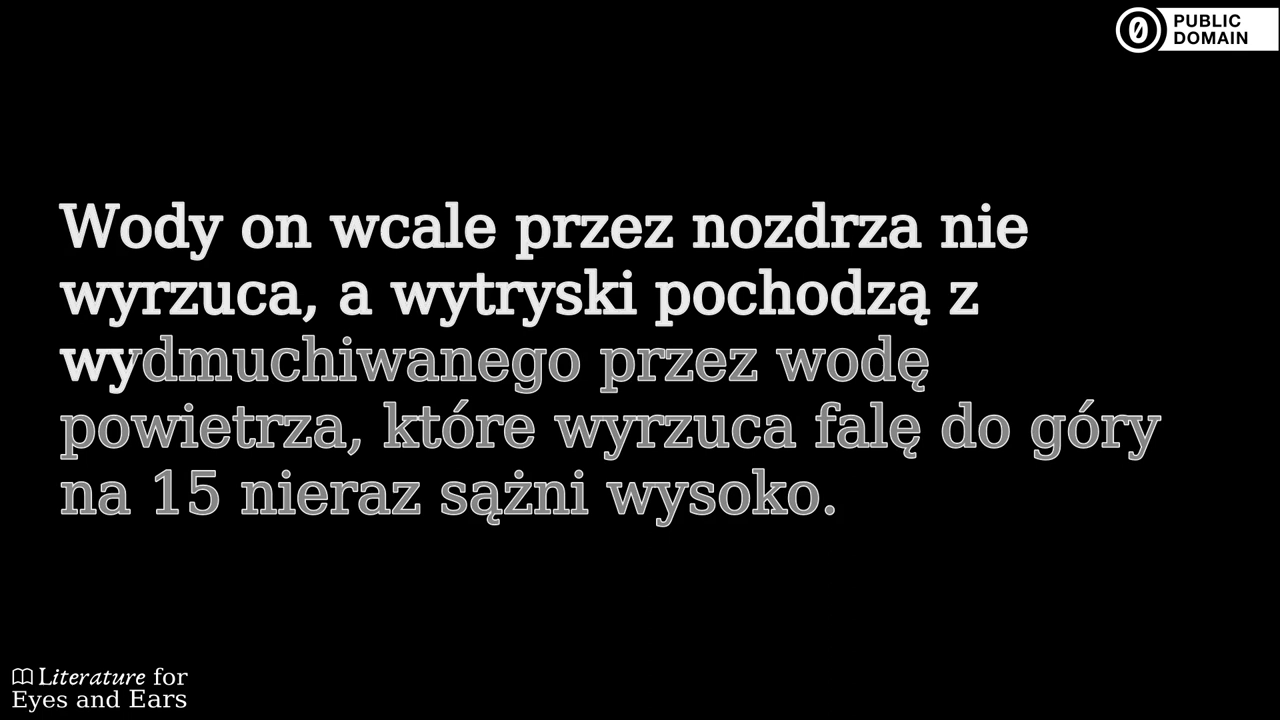 PUBLIC
DOMAIN
Wody on wcale przez nozdrza nie
wyrzuca, a wytryski pochodzą z
wydmuchiwanego przez wodę
powietrza, które wyrzuca falę do góry
na 15 nieraz sążni wysoko.
Literature for
Eyes and Ears